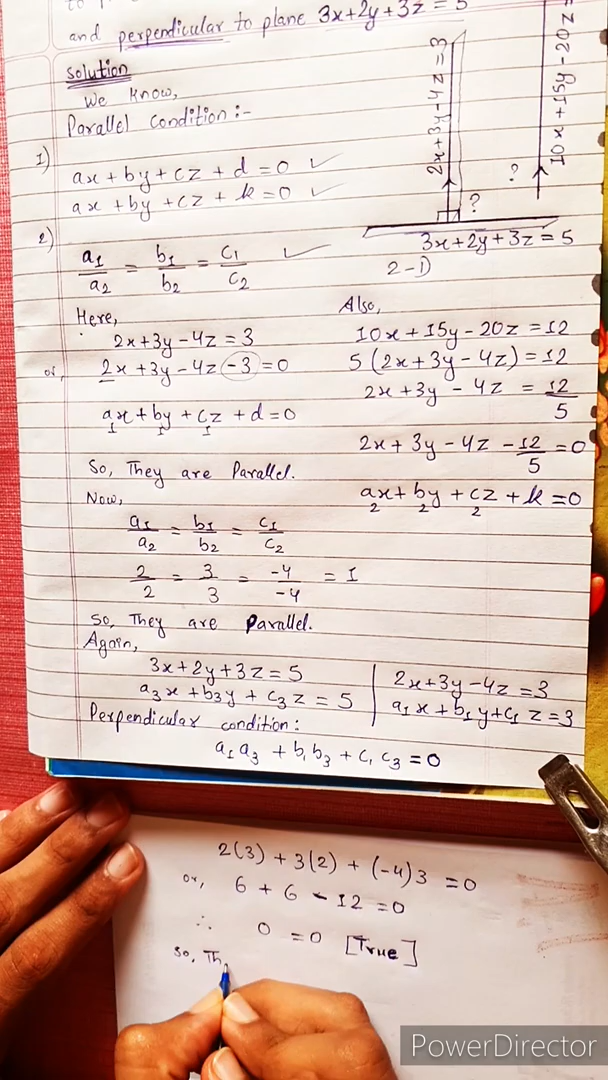 and perpendicular to plane 3x+2y+3z = 5
Solution
We know,
Parallel Condition :-
1)
ax + by + cz + d = 0 ✓
ax + by + cz + k = 0 ✓
2)
a1/a2 = b1/b2 = c1/c2 ✓
2x+3y-4z=3
10x+15y-20z=
?
?
3x+2y+3z=5
2-D
Here,
2x+3y-4z=3
or, 2x+3y-4z-3=0
a1x+b1y+c1z+d=0
So, They are Parallel.
Also,
10x+15y-20z=12
5(2x+3y-4z)=12
2x+3y-4z = 12/5
2x+3y-4z-12/5=0
a2x+b2y+c2z+k=0
Now,
a1/a2 = b1/b2 = c1/c2
2/2 = 3/3 = -4/-4 = 1
So, They are Parallel.
Again,
3x+2y+3z=5
a3x+b3y+c3z=5
2x+3y-4z=3
a1x+b1y+c1z=3
Perpendicular condition:
a1a3+b1b3+c1c3=0
2(3)+3(2)+(-4)3=0
or, 6+6-12=0
∴ 0=0 [True]
So, Th
PowerDirector